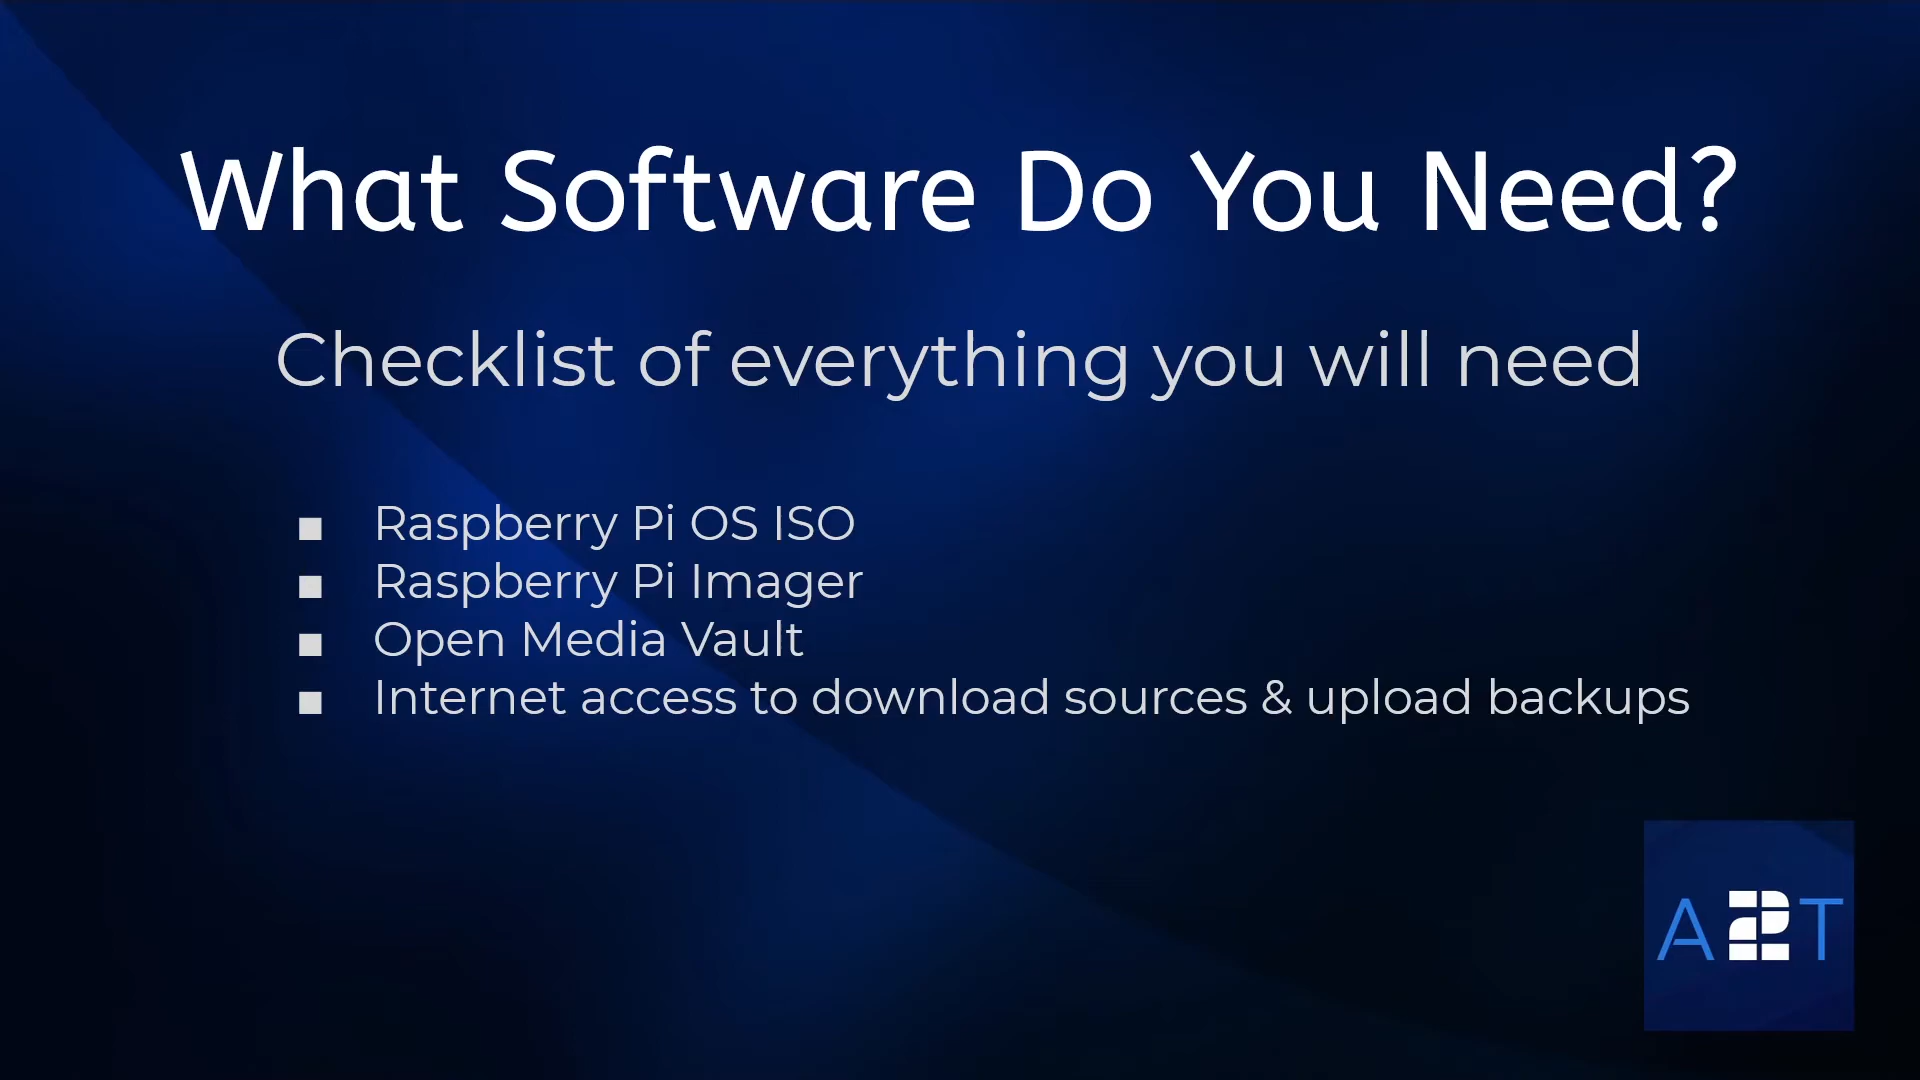 What Software Do You Need?
Checklist of everything you will need
■ Raspberry Pi OS ISO
■ Raspberry Pi Imager
■ Open Media Vault
■ Internet access to download sources & upload backups
A2T